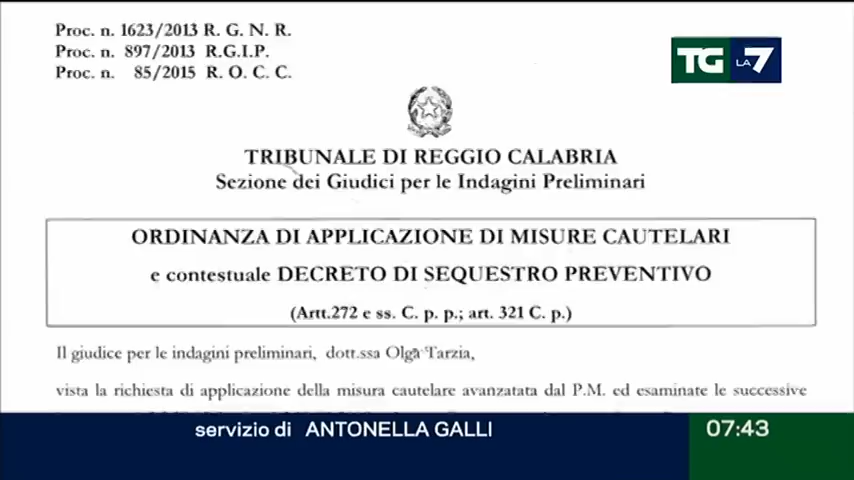 Proc. n. 1623/2013 R. G. N. R.
Proc. n. 897/2013 R.G.I.P.
Proc. n. 85/2015 R. O. C. C.
TG LA7
TRIBUNALE DI REGGIO CALABRIA
Sezione dei Giudici per le Indagini Preliminari
ORDINANZA DI APPLICAZIONE DI MISURE CAUTELARI
e contestuale DECRETO DI SEQUESTRO PREVENTIVO
(Artt.272 e ss. C. p. p.; art. 321 C. p.)
Il giudice per le indagini preliminari, dott.ssa Olga Tarzia,
vista la richiesta di applicazione della misura cautelare avanzatata dal P.M. ed esaminate le successive
servizio di ANTONELLA GALLI
07:43